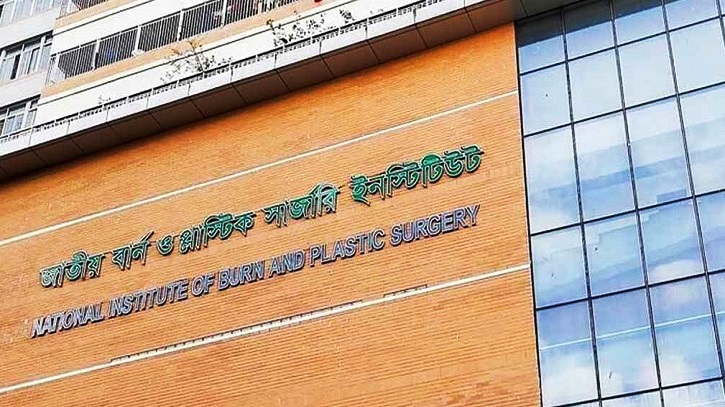 জাতীয় বার্ন ও প্লাস্টিক সার্জারি ইনস্টিটিউট
NATIONAL INSTITUTE OF BURN AND PLASTIC SURGERY